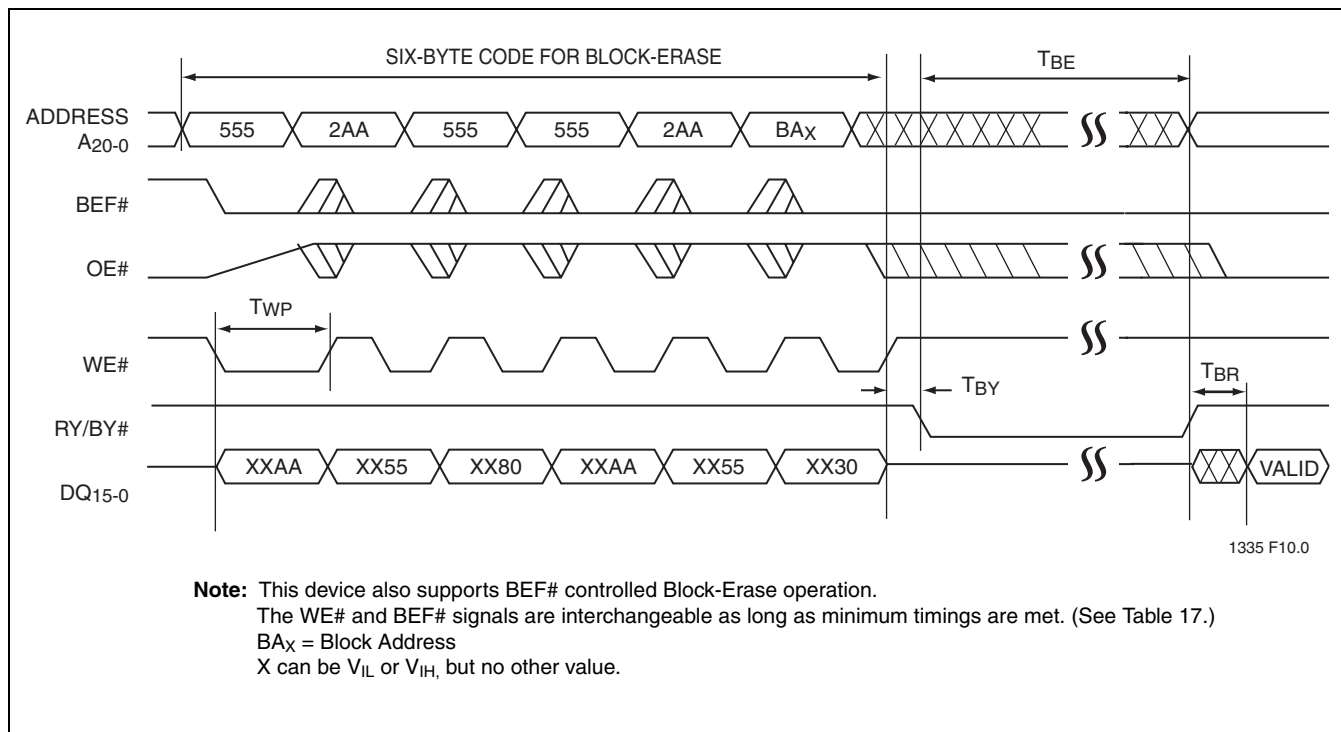 SIX-BYTE CODE FOR BLOCK-ERASE
TBE
ADDRESS
A20-0
555
2AA
555
555
2AA
BAX
BEF#
OE#
TWP
WE#
TBY
TBR
RY/BY#
DQ15-0
XXAA
XX55
XX80
XXAA
XX55
XX30
VALID
1335 F10.0
Note: This device also supports BEF# controlled Block-Erase operation.
The WE# and BEF# signals are interchangeable as long as minimum timings are met. (See Table 17.)
BAX = Block Address
X can be VIL or VIH, but no other value.